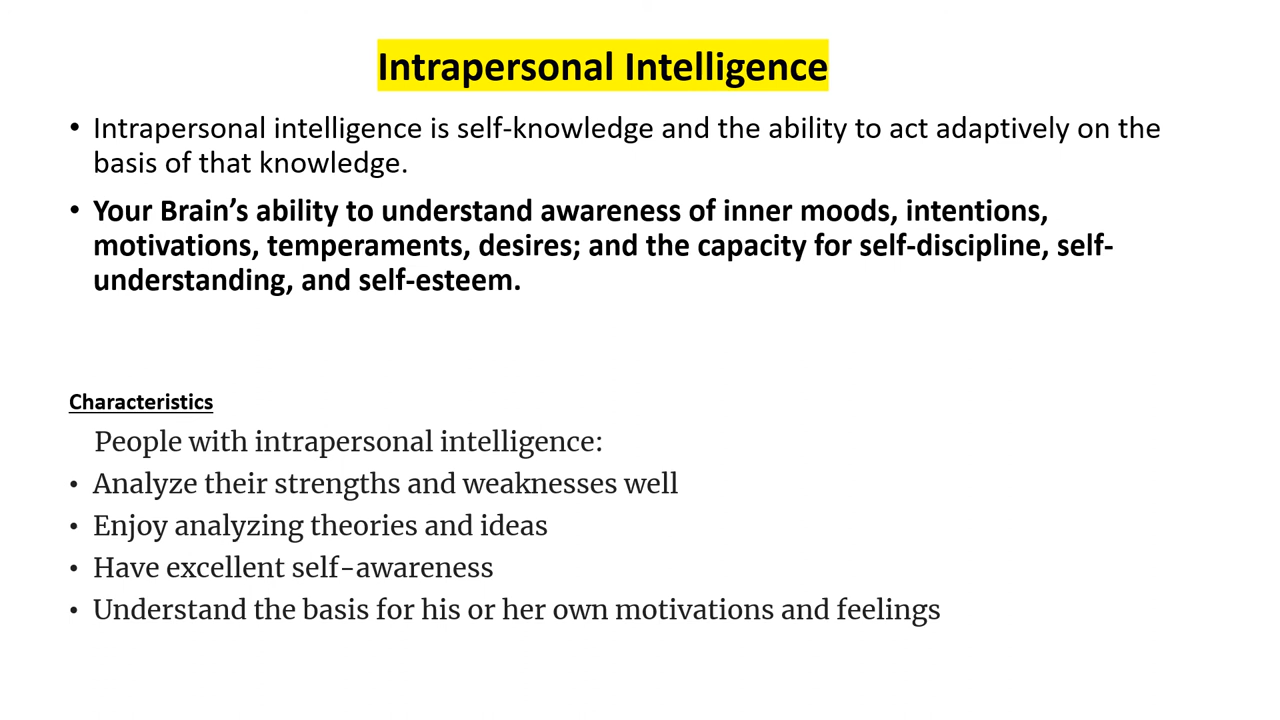 Intrapersonal Intelligence
• Intrapersonal intelligence is self-knowledge and the ability to act adaptively on the
basis of that knowledge.
• Your Brain’s ability to understand awareness of inner moods, intentions,
motivations, temperaments, desires; and the capacity for self-discipline, self-
understanding, and self-esteem.
Characteristics
People with intrapersonal intelligence:
• Analyze their strengths and weaknesses well
• Enjoy analyzing theories and ideas
• Have excellent self-awareness
• Understand the basis for his or her own motivations and feelings